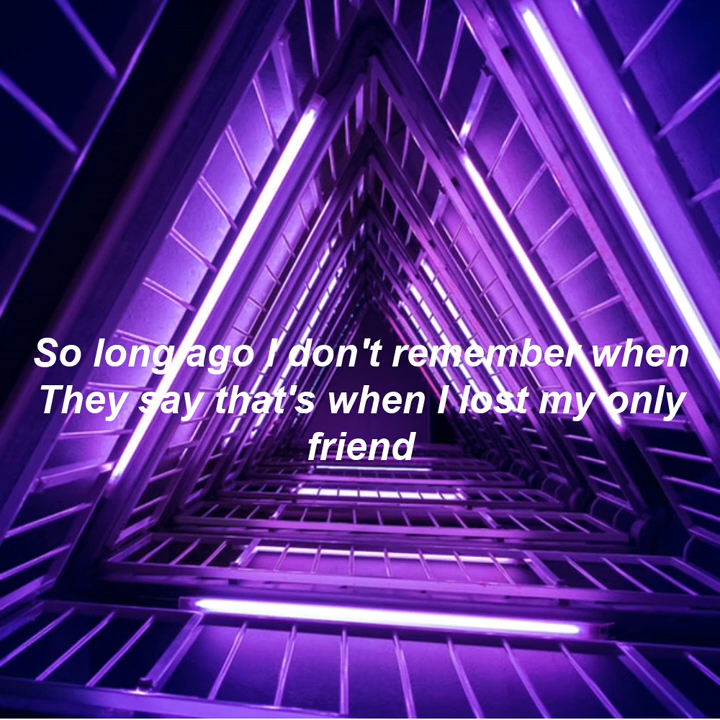 So long ago I don't remember when
They say that's when I lost my only
friend